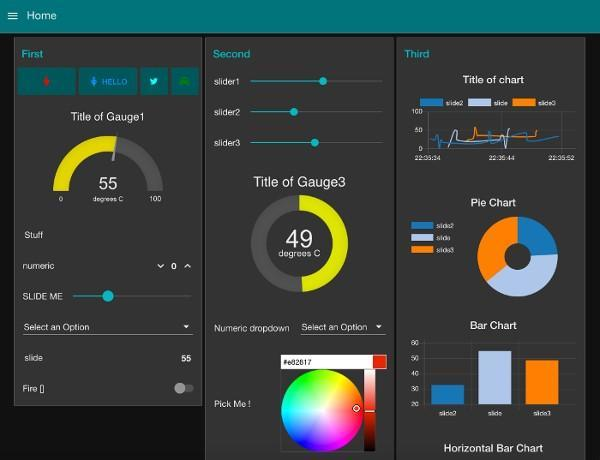 Home
First
HELLO
Title of Gauge1
55
degrees C
0
100
Stuff
numeric
0
SLIDE ME
Select an Option
slide
55
Fire []
Second
slider1
slider2
slider3
Title of Gauge3
49
degrees C
Numeric dropdown
Select an Option
#e82817
Pick Me !
Third
Title of chart
slide2 slide slide3
100
50
0
22:35:34 22:35:44 22:35:52
Pie Chart
slide2
slide
slide3
Bar Chart
60
50
40
30
20
slide2 slide slide3
Horizontal Bar Chart